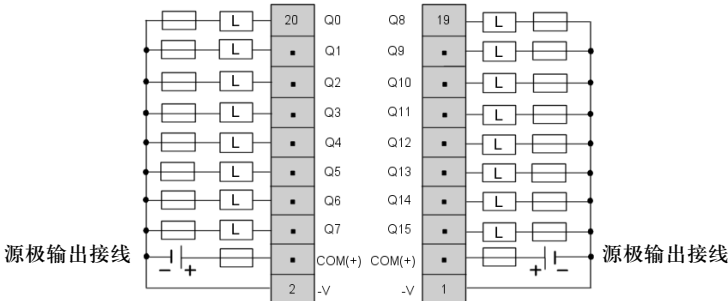 L 20 Q0 Q8 19 L
L Q1 Q9 L
L Q2 Q10 L
L Q3 Q11 L
L Q4 Q12 L
L Q5 Q13 L
L Q6 Q14 L
L Q7 Q15 L
源极输出接线 - + COM(+) COM(+) + - 源极输出接线
2 -V -V 1